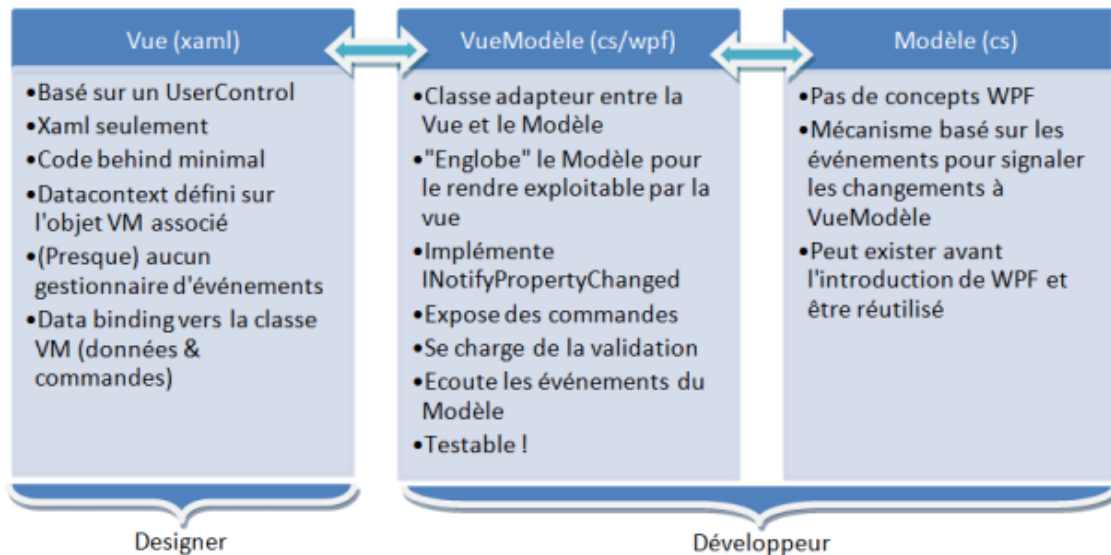 Vue (xaml)
•Basé sur un UserControl
•Xaml seulement
•Code behind minimal
•Datacontext défini sur
l'objet VM associé
•(Presque) aucun
gestionnaire d'événements
•Data binding vers la classe
VM (données &
commandes)
VueModèle (cs/wpf)
•Classe adapteur entre la
Vue et le Modèle
•"Englobe" le Modèle pour
le rendre exploitable par la
vue
•Implémente
INotifyPropertyChanged
•Expose des commandes
•Se charge de la validation
•Ecoute les événements du
Modèle
•Testable !
Modèle (cs)
•Pas de concepts WPF
•Mécanisme basé sur les
événements pour signaler
les changements à
VueModèle
•Peut exister avant
l'introduction de WPF et
être réutilisé
Designer
Développeur